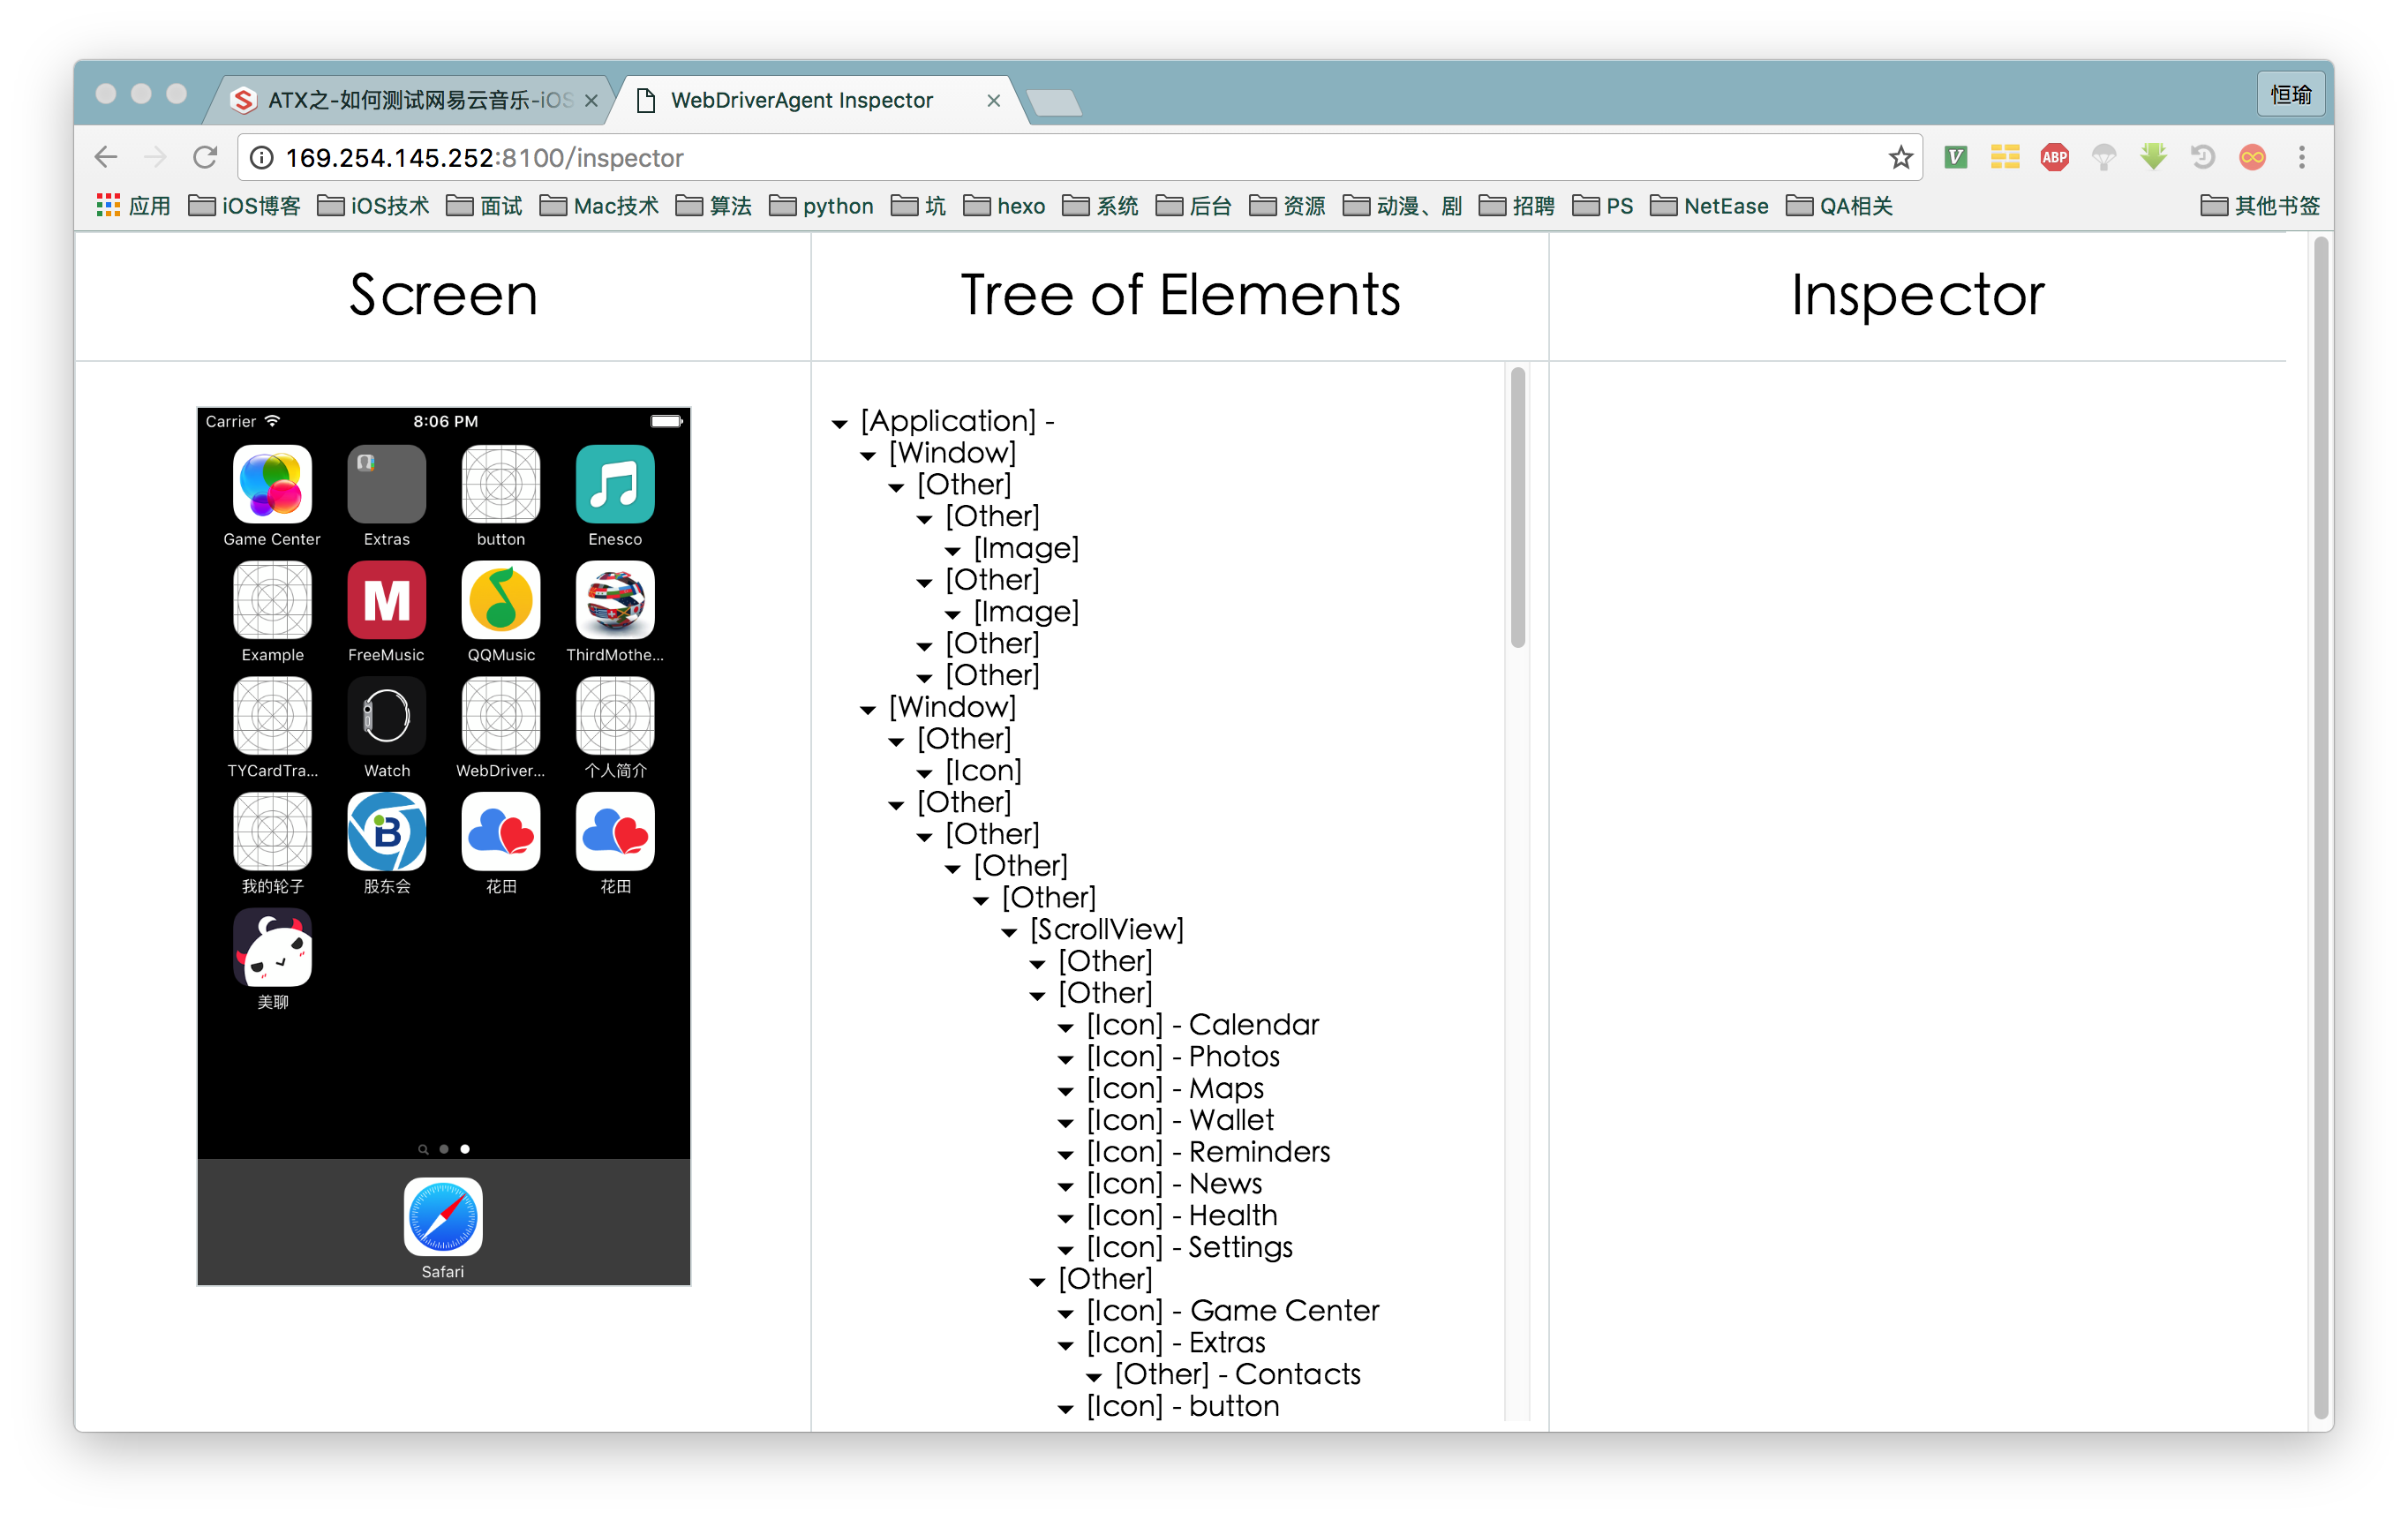 ATX之-如何测试网易云音乐-iOS
WebDriverAgent Inspector
恒瑜
169.254.145.252:8100/inspector
V
ABP
应用 iOS博客 iOS技术 面试 Mac技术 算法 python 坑 hexo 系统 后台 资源 动漫、剧 招聘 PS NetEase QA相关 其他书签
Screen
Carrier 8:06 PM
Game Center Extras button Enesco
M
Example FreeMusic QQMusic ThirdMothe...
TYCardTra... Watch WebDriver... 个人简介
iB
我的轮子 股东会 花田 花田
美聊
Safari
Tree of Elements
[Application] -
[Window]
[Other]
[Other]
[Image]
[Other]
[Image]
[Other]
[Other]
[Window]
[Other]
[Icon]
[Other]
[Other]
[Other]
[Other]
[ScrollView]
[Other]
[Other]
[Icon] - Calendar
[Icon] - Photos
[Icon] - Maps
[Icon] - Wallet
[Icon] - Reminders
[Icon] - News
[Icon] - Health
[Icon] - Settings
[Other]
[Icon] - Game Center
[Icon] - Extras
[Other] - Contacts
[Icon] - button
Inspector